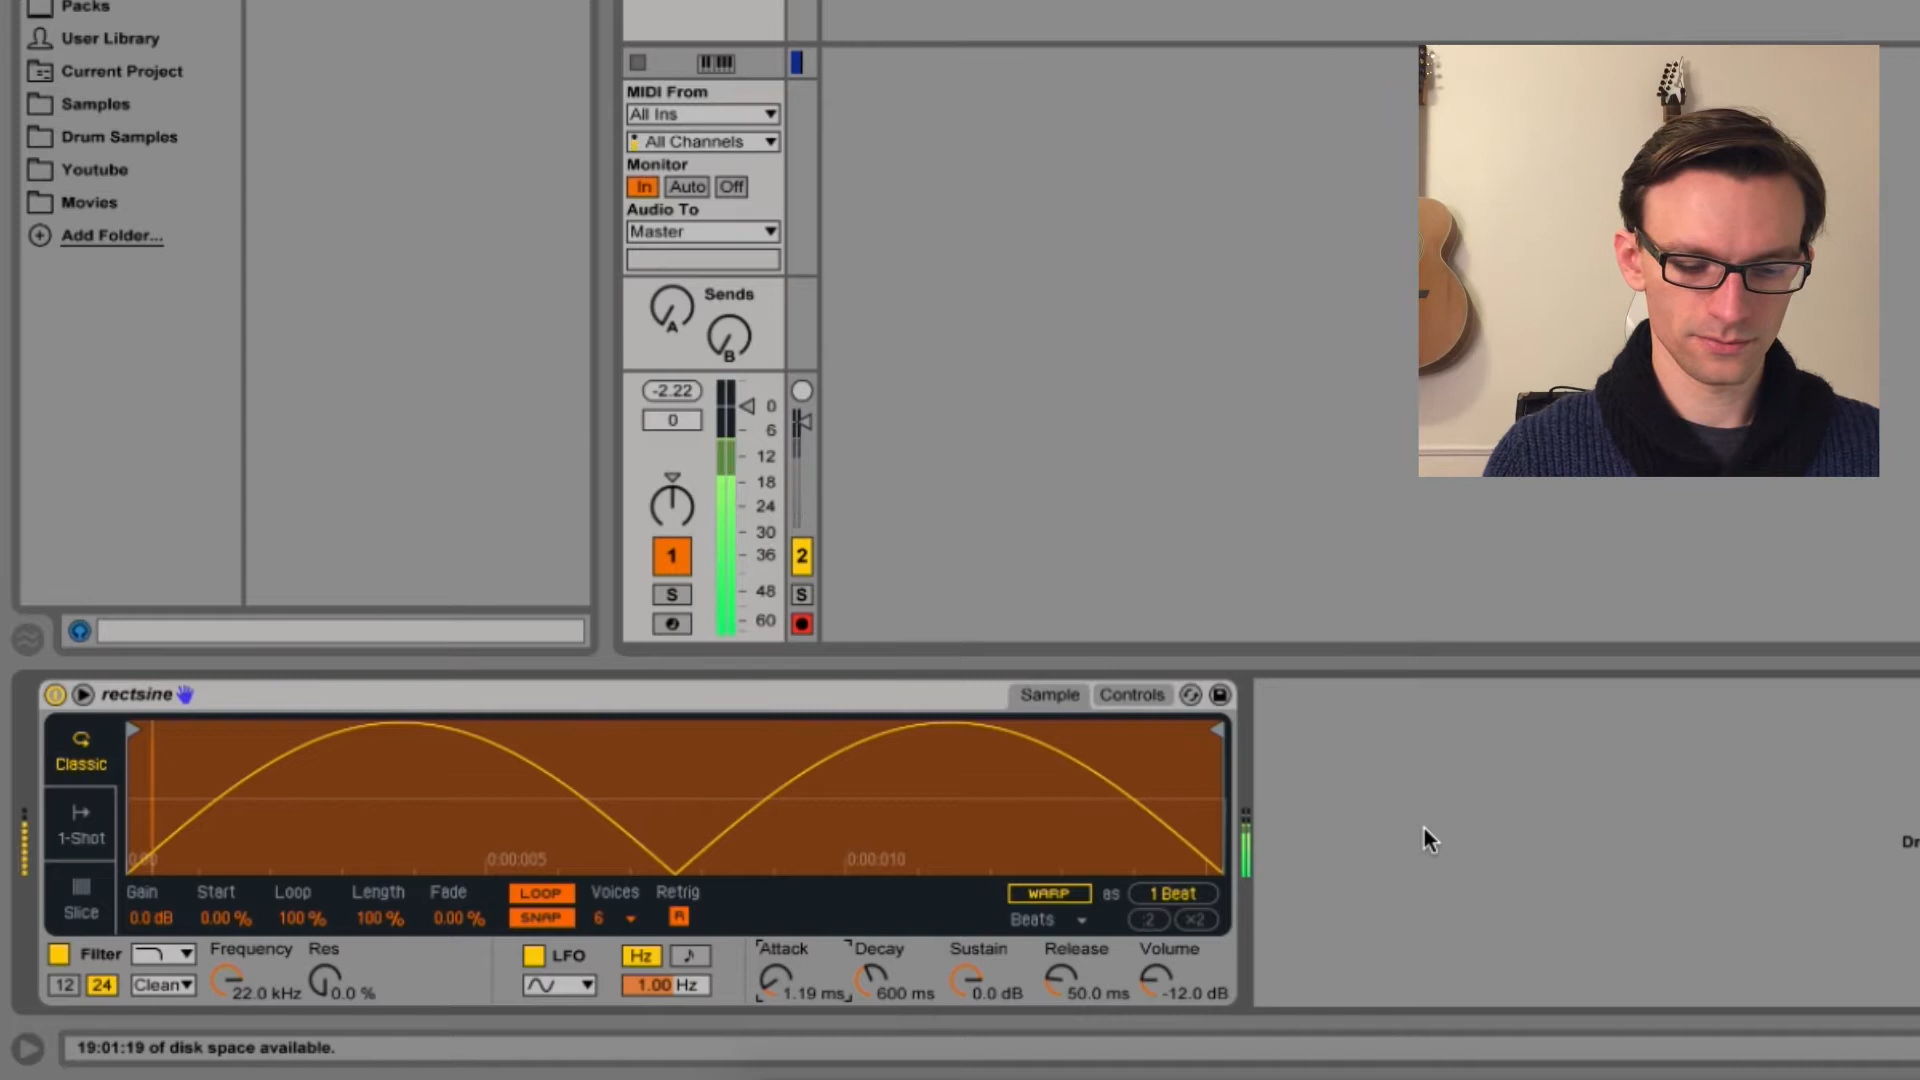 Packs
User Library
Current Project
Samples
Drum Samples
Youtube
Movies
Add Folder...
MIDI From
All Ins
All Channels
Monitor
In Auto Off
Audio To
Master
Sends
A
B
-2.22
0
0
6
12
18
24
30
36
48
60
1
S
2
S
rectsine
Sample Controls
Classic
1-Shot
Slice
0:00
0:00:005
0:00:010
Gain Start Loop Length Fade LOOP Voices Retrig WARP as 1 Beat
0.0 dB 0.00 % 100 % 100 % 0.00 % SNAP 6 R Beats :2 ×2
Filter Frequency Res LFO Hz Attack Decay Sustain Release Volume
12 24 Clean 22.0 kHz 0.0 % 1.00 Hz 1.19 ms 600 ms 0.0 dB 50.0 ms -12.0 dB
Dr
19:01:19 of disk space available.